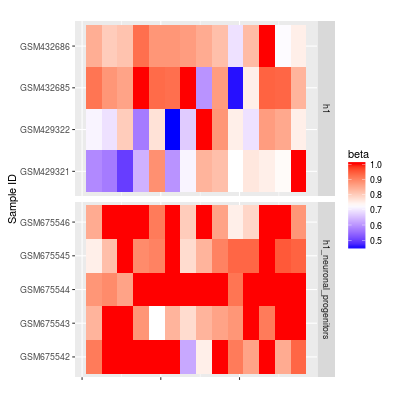 GSM432686
GSM432685
GSM429322
GSM429321
h1
GSM675546
GSM675545
GSM675544
GSM675543
GSM675542
h1_neuronal_progenitors
Sample ID
beta
1.0
0.9
0.8
0.7
0.6
0.5